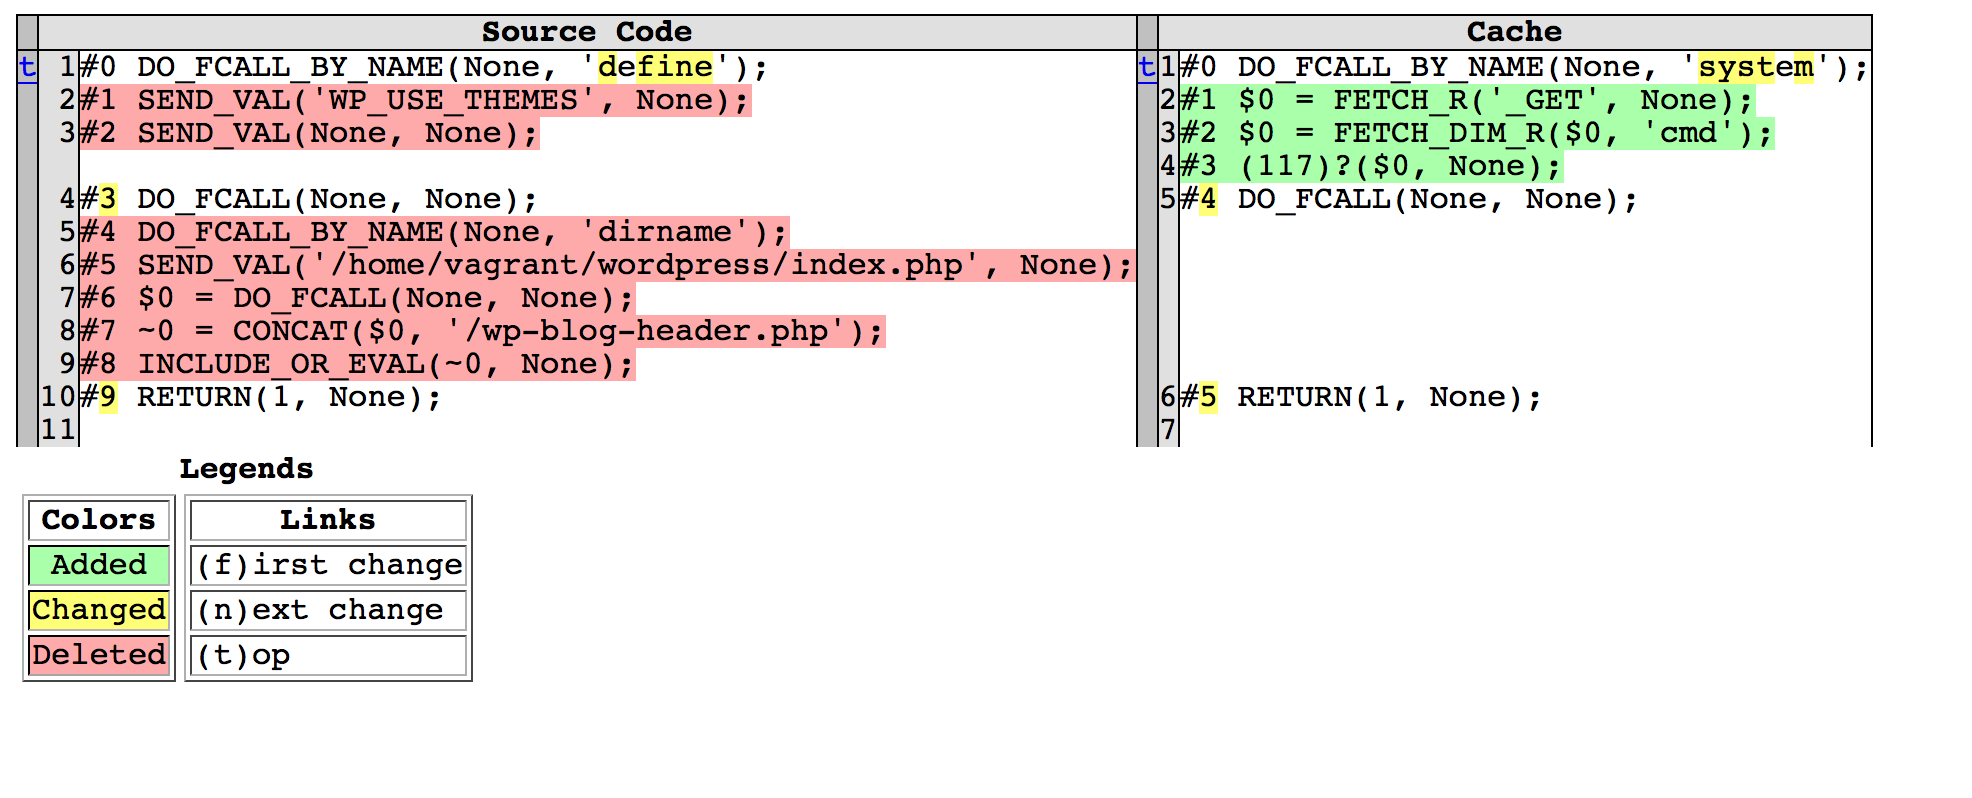 Source Code Cache
t 1 #0 DO_FCALL_BY_NAME(None, 'define'); t 1 #0 DO_FCALL_BY_NAME(None, 'system');
2 #1 SEND_VAL('WP_USE_THEMES', None); 2 #1 $0 = FETCH_R('_GET', None);
3 #2 SEND_VAL(None, None); 3 #2 $0 = FETCH_DIM_R($0, 'cmd');
4 #3 (117)?($0, None);
4 #3 DO_FCALL(None, None); 5 #4 DO_FCALL(None, None);
5 #4 DO_FCALL_BY_NAME(None, 'dirname');
6 #5 SEND_VAL('/home/vagrant/wordpress/index.php', None);
7 #6 $0 = DO_FCALL(None, None);
8 #7 ~0 = CONCAT($0, '/wp-blog-header.php');
9 #8 INCLUDE_OR_EVAL(~0, None);
10 #9 RETURN(1, None); 6 #5 RETURN(1, None);
11 7
Legends
Colors Links
Added (f)irst change
Changed (n)ext change
Deleted (t)op